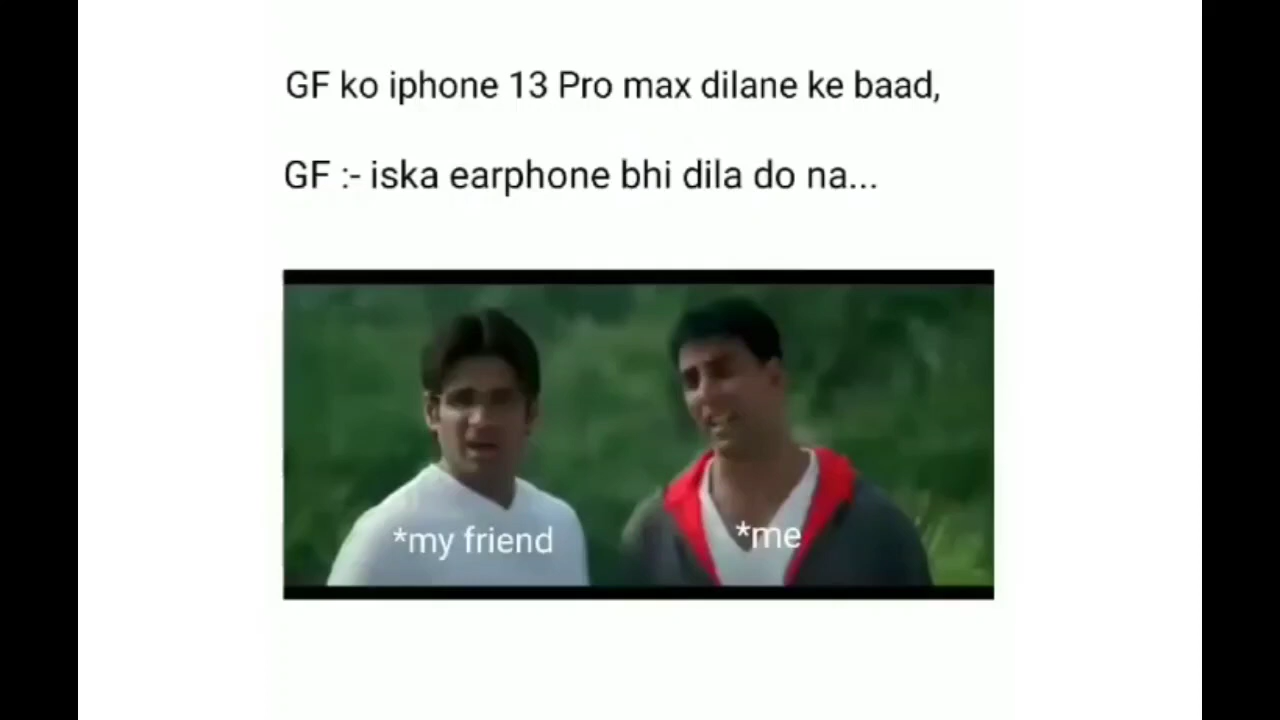 GF ko iphone 13 Pro max dilane ke baad,
GF :- iska earphone bhi dila do na...
*my friend
*me